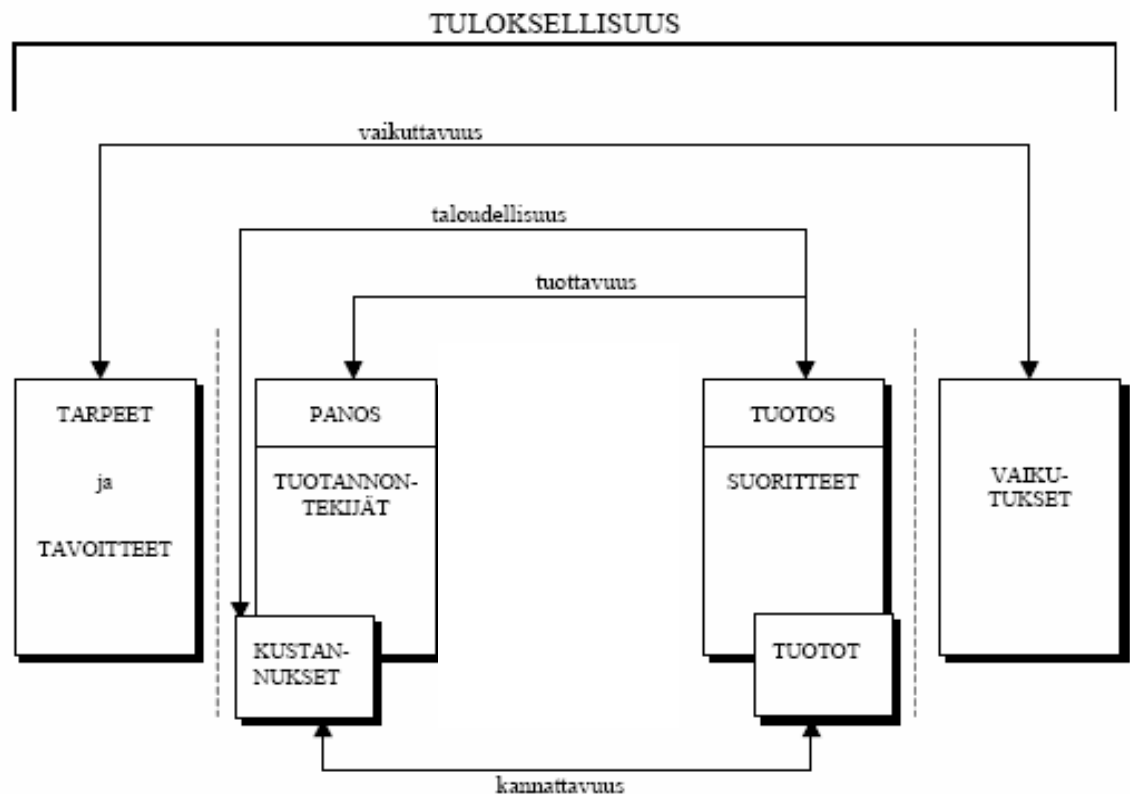 TULOKSELLISUUS
vaikuttavuus
taloudellisuus
tuottavuus
TARPEET
ja
TAVOITTEET
PANOS
TUOTANNON-
TEKIJÄT
KUSTAN-
NUKSET
TUOTOS
SUORITTEET
TUOTOT
VAIKU-
TUKSET
kannattavuus